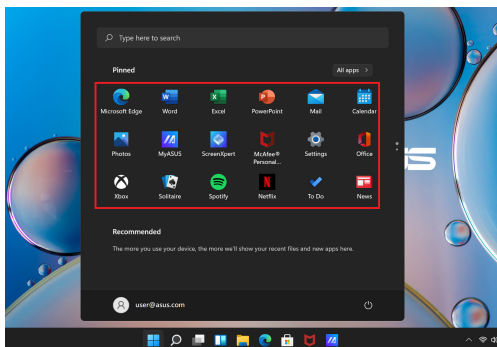 Type here to search
Pinned
All apps >
Microsoft Edge Word Excel PowerPoint Mail Calendar
Photos MyASUS ScreenXpert McAfee® Personal... Settings Office
Xbox Solitaire Spotify Netflix To Do News
Recommended
The more you use your device, the more we'll show your recent files and new apps here.
user@asus.com